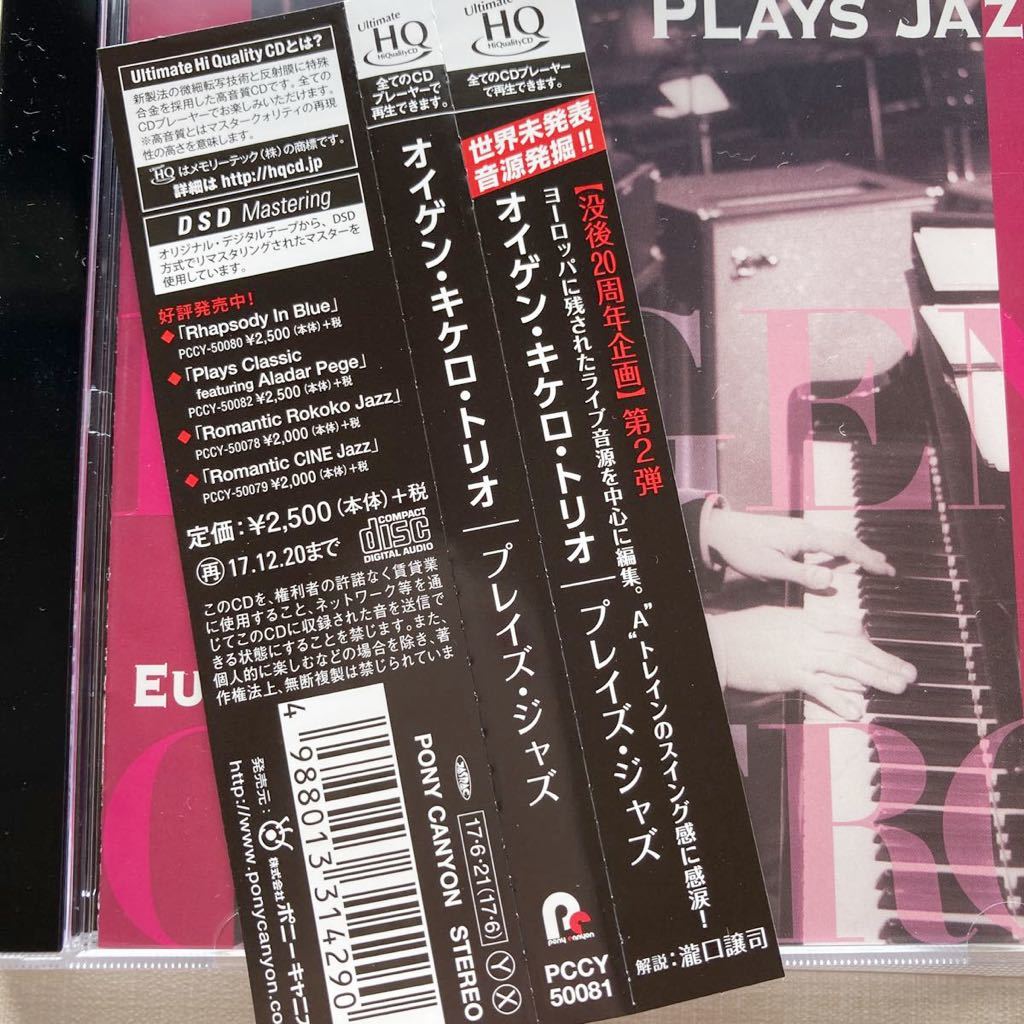 PLAYS JAZ
EU
Ultimate Hi Quality CDとは?
新製法の微細転写技術と反射膜に特殊
合金を採用した高音質CDです。全ての
CDプレーヤーでお楽しみいただけます。
※高音質とはマスタークォリティの再現
性の高さを意味します。
HQ はメモリーテック(株)の商標です。
詳細は http://hqcd.jp
DSD Mastering
オリジナル・デジタルテープから、DSD
方式でリマスタリングされたマスターを
使用しています。
好評発売中!
◆「Rhapsody In Blue」
PCCY-50080 ¥2,500 (本体)+税
◆「Plays Classic
featuring Aladar Pege」
PCCY-50082 ¥2,500 (本体)+税
◆「Romantic Rokoko Jazz」
PCCY-50078 ¥2,000 (本体)+税
◆「Romantic CINE Jazz」
PCCY-50079 ¥2,000 (本体)+税
定価:¥2,500(本体)+税
再 17.12.20まで
COMPACT
disc
DIGITAL AUDIO
このCDを、権利者の許諾なく賃貸業
に使用すること、ネットワーク等を通
じてこのCDに収録された音を送信で
きる状態にすることを禁じます。また、
個人的に楽しむなどの場合を除き、著
作権法上、無断複製は禁じられていま
4 988013 314290
発売元:
株式会社 ポニーキャニ
http://www.ponycanyon.co
Ultimate
HQ
HiQualityCD
全てのCD
プレーヤーで
再生できます。
オイゲン・キケロ・トリオ
プレイズ・ジャズ
PONY CANYON STEREO
17・6・21(17・6)
Y
X
Ultimate
HQ
HiQualityCD
全てのCDプレーヤー
で再生できます。
世界未発表
音源発掘!!
オイゲン・キケロ・トリオ
プレイズ・ジャズ
pony canyon
PCCY
50081
【没後20周年企画】第2弾
ヨーロッパに残されたライブ音源を中心に編集。“A”トレインのスイング感に感涙!
解説:瀧口譲司